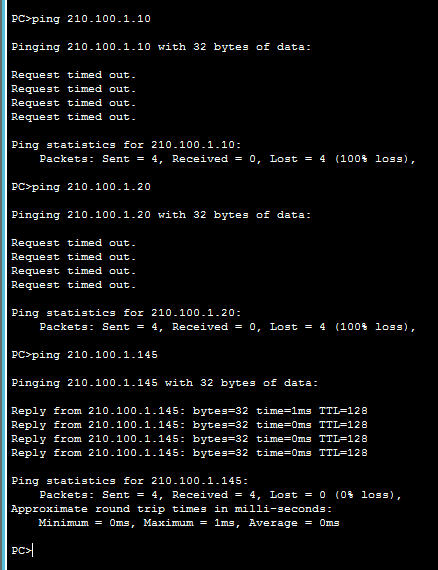 PC>ping 210.100.1.10
Pinging 210.100.1.10 with 32 bytes of data:
Request timed out.
Request timed out.
Request timed out.
Request timed out.
Ping statistics for 210.100.1.10:
    Packets: Sent = 4, Received = 0, Lost = 4 (100% loss),
PC>ping 210.100.1.20
Pinging 210.100.1.20 with 32 bytes of data:
Request timed out.
Request timed out.
Request timed out.
Request timed out.
Ping statistics for 210.100.1.20:
    Packets: Sent = 4, Received = 0, Lost = 4 (100% loss),
PC>ping 210.100.1.145
Pinging 210.100.1.145 with 32 bytes of data:
Reply from 210.100.1.145: bytes=32 time=1ms TTL=128
Reply from 210.100.1.145: bytes=32 time=0ms TTL=128
Reply from 210.100.1.145: bytes=32 time=0ms TTL=128
Reply from 210.100.1.145: bytes=32 time=0ms TTL=128
Ping statistics for 210.100.1.145:
    Packets: Sent = 4, Received = 4, Lost = 0 (0% loss),
Approximate round trip times in milli-seconds:
    Minimum = 0ms, Maximum = 1ms, Average = 0ms
PC>